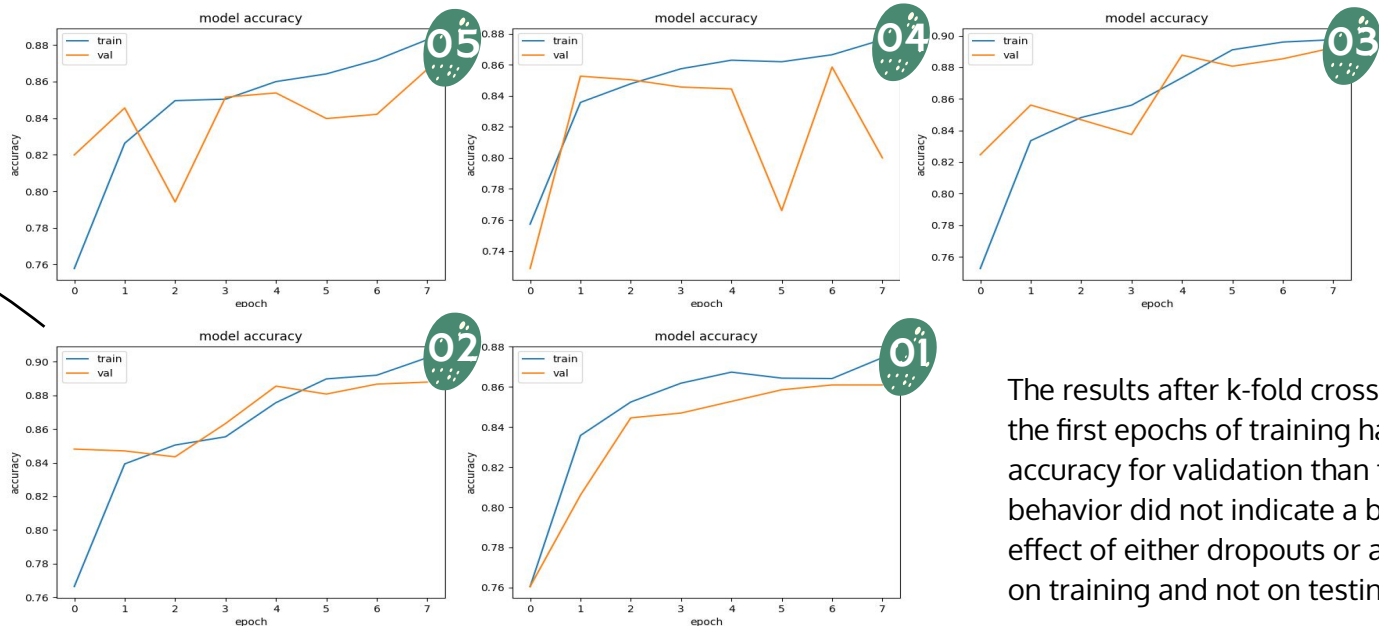 model accuracy
05
train
val
0.88
0.86
0.84
0.82
0.80
0.78
0.76
accuracy
0 1 2 3 4 5 6 7
epoch
model accuracy
04
train
val
0.88
0.86
0.84
0.82
0.80
0.78
0.76
0.74
accuracy
0 1 2 3 4 5 6 7
epoch
model accuracy
03
train
val
0.90
0.88
0.86
0.84
0.82
0.80
0.78
0.76
accuracy
0 1 2 3 4 5 6 7
epoch
model accuracy
02
train
val
0.90
0.88
0.86
0.84
0.82
0.80
0.78
0.76
accuracy
0 1 2 3 4 5 6 7
epoch
model accuracy
01
train
val
0.88
0.86
0.84
0.82
0.80
0.78
0.76
accuracy
0 1 2 3 4 5 6 7
epoch
The results after k-fold cross
the first epochs of training ha
accuracy for validation than
behavior did not indicate a b
effect of either dropouts or a
on training and not on testin